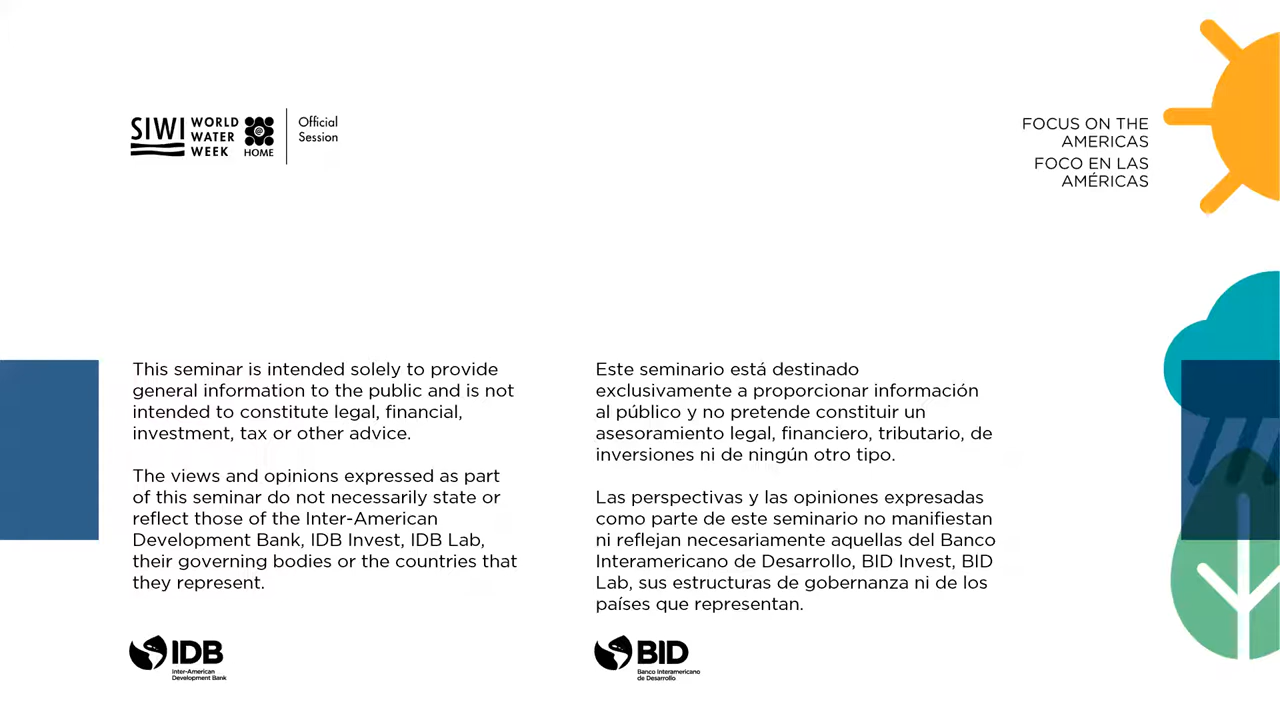 SIWI WORLD WATER WEEK
@ HOME
Official
Session
FOCUS ON THE
AMERICAS
FOCO EN LAS
AMÉRICAS
This seminar is intended solely to provide
general information to the public and is not
intended to constitute legal, financial,
investment, tax or other advice.
The views and opinions expressed as part
of this seminar do not necessarily state or
reflect those of the Inter-American
Development Bank, IDB Invest, IDB Lab,
their governing bodies or the countries that
they represent.
IDB
Inter-American
Development Bank
Este seminario está destinado
exclusivamente a proporcionar información
al público y no pretende constituir un
asesoramiento legal, financiero, tributario, de
inversiones ni de ningún otro tipo.
Las perspectivas y las opiniones expresadas
como parte de este seminario no manifiestan
ni reflejan necesariamente aquellas del Banco
Interamericano de Desarrollo, BID Invest, BID
Lab, sus estructuras de gobernanza ni de los
países que representan.
BID
Banco Interamericano
de Desarrollo